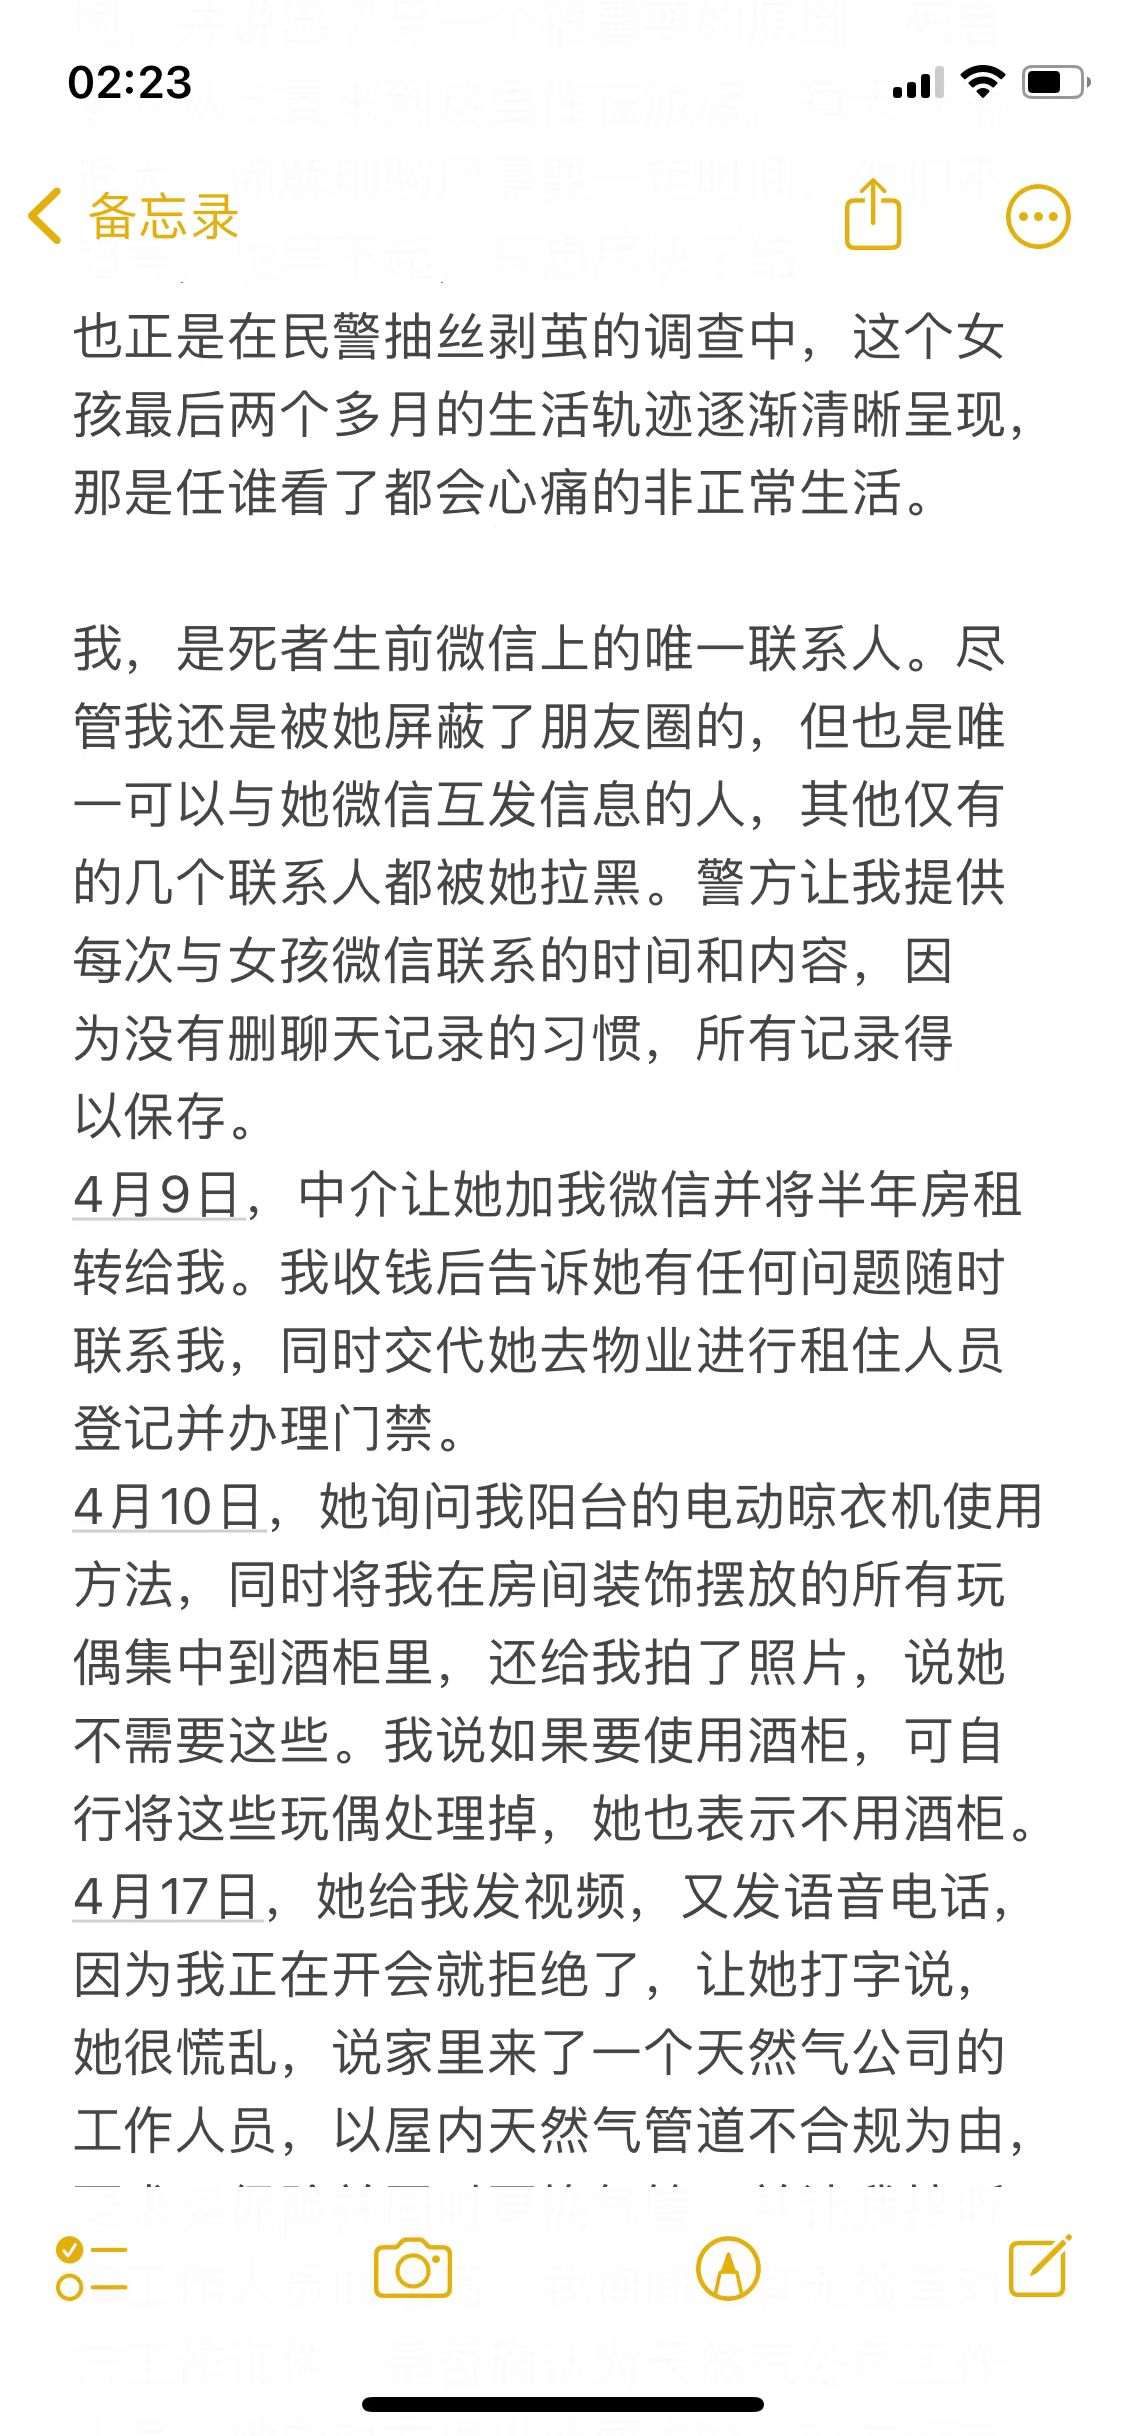 02:23
备忘录
也正是在民警抽丝剥茧的调查中，这个女
孩最后两个多月的生活轨迹逐渐清晰呈现，
那是任谁看了都会心痛的非正常生活。
我，是死者生前微信上的唯一联系人。尽
管我还是被她屏蔽了朋友圈的，但也是唯
一可以与她微信互发信息的人，其他仅有
的几个联系人都被她拉黑。警方让我提供
每次与女孩微信联系的时间和内容，因
为没有删聊天记录的习惯，所有记录得
以保存。
4月9日，中介让她加我微信并将半年房租
转给我。我收钱后告诉她有任何问题随时
联系我，同时交代她去物业进行租住人员
登记并办理门禁。
4月10日，她询问我阳台的电动晾衣机使用
方法，同时将我在房间装饰摆放的所有玩
偶集中到酒柜里，还给我拍了照片，说她
不需要这些。我说如果要使用酒柜，可自
行将这些玩偶处理掉，她也表示不用酒柜。
4月17日，她给我发视频，又发语音电话，
因为我正在开会就拒绝了，让她打字说，
她很慌乱，说家里来了一个天然气公司的
工作人员，以屋内天然气管道不合规为由，